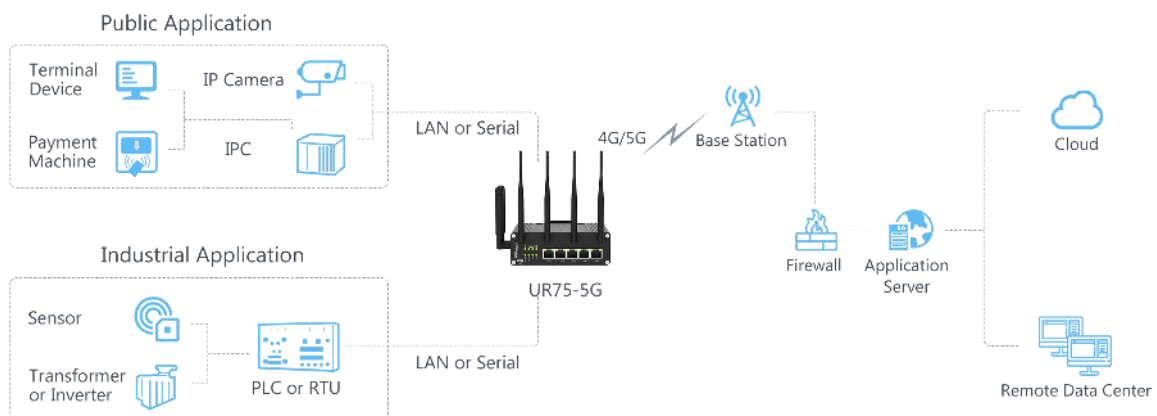 Public Application
Terminal
Device
IP Camera
Payment
Machine
IPC
LAN or Serial
4G/5G
Base Station
Cloud
UR75-5G
Firewall
Application
Server
Industrial Application
Sensor
Transformer
or Inverter
PLC or RTU
LAN or Serial
Remote Data Center